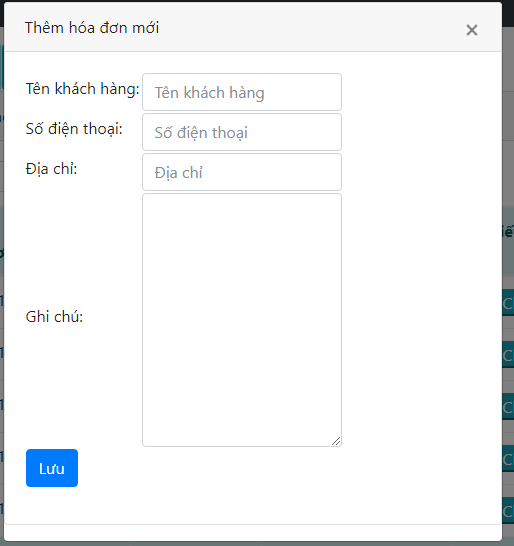 Thêm hóa đơn mới
×
Tên khách hàng: Tên khách hàng
Số điện thoại: Số điện thoại
Địa chỉ: Địa chỉ
Ghi chú:
Lưu